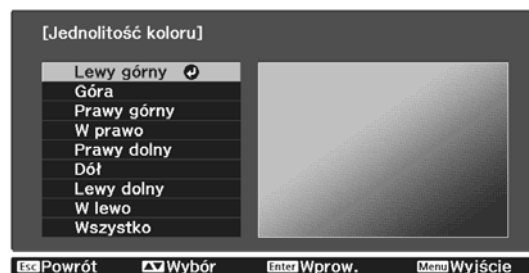 [Jednolitość koloru]
Lewy górny
Góra
Prawy górny
W prawo
Prawy dolny
Dół
Lewy dolny
W lewo
Wszystko
Esc Powrót Wybór Enter Wprow. Menu Wyjście